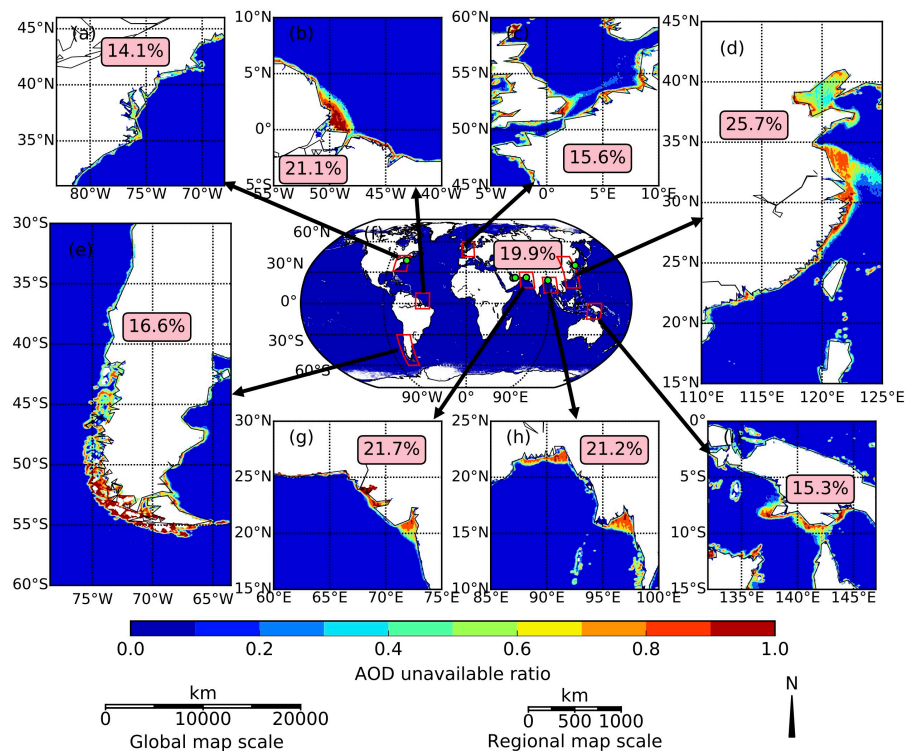 (a)
14.1%
45°N
40°N
35°N
80°W
75°W
70°W
(b)
21.1%
10°N
5°N
0°
5°S
55°W
50°W
45°W
40°W
(c)
15.6%
60°N
55°N
50°N
45°N
0°
5°E
10°E
(d)
25.7%
45°N
40°N
35°N
30°N
25°N
20°N
15°N
110°E
115°E
120°E
125°E
(e)
16.6%
30°S
35°S
40°S
45°S
50°S
55°S
60°S
75°W
70°W
65°W
(f)
19.9%
60°N
30°N
0°
30°S
60°S
90°W
0°
90°E
(g)
21.7%
30°N
25°N
20°N
15°N
60°E
65°E
70°E
75°E
(h)
21.2%
25°N
20°N
15°N
10°N
85°E
90°E
95°E
100°E
15.3%
0°
5°S
10°S
15°S
135°E
140°E
145°E
0.0
0.2
0.4
0.6
0.8
1.0
AOD unavailable ratio
km
0
10000
20000
Global map scale
km
0
500
1000
Regional map scale
N